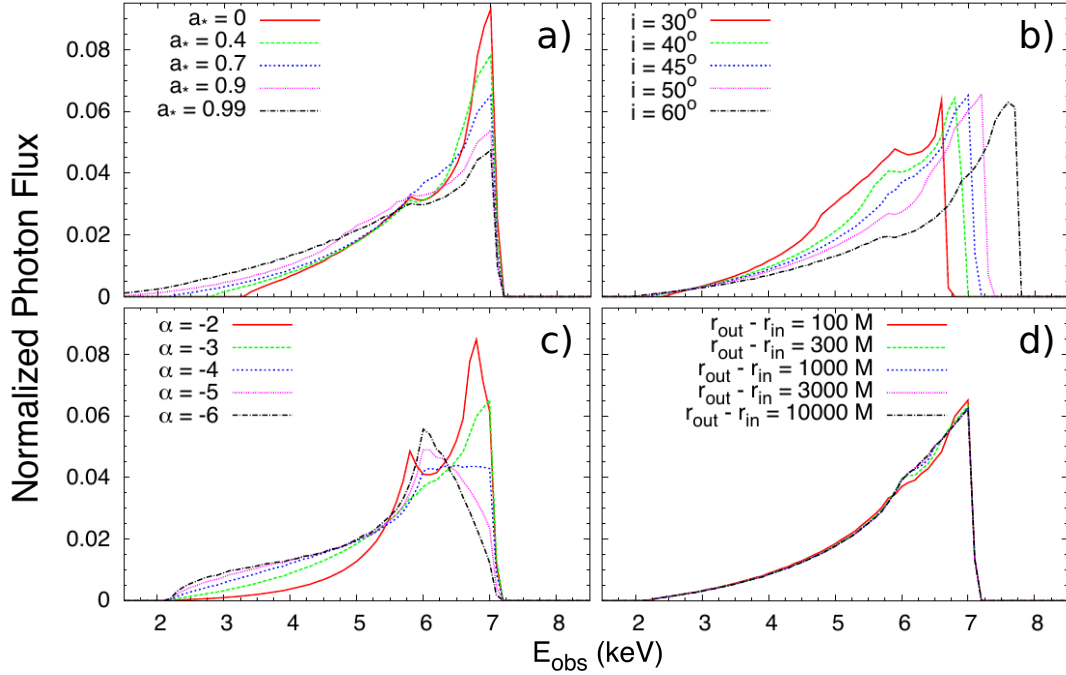 Normalized Photon Flux
a)
a* = 0
a* = 0.4
a* = 0.7
a* = 0.9
a* = 0.99
0.08
0.06
0.04
0.02
0
b)
i = 30°
i = 40°
i = 45°
i = 50°
i = 60°
c)
α = -2
α = -3
α = -4
α = -5
α = -6
0.08
0.06
0.04
0.02
0
2 3 4 5 6 7 8
d)
r_out - r_in = 100 M
r_out - r_in = 300 M
r_out - r_in = 1000 M
r_out - r_in = 3000 M
r_out - r_in = 10000 M
2 3 4 5 6 7 8
E_obs (keV)